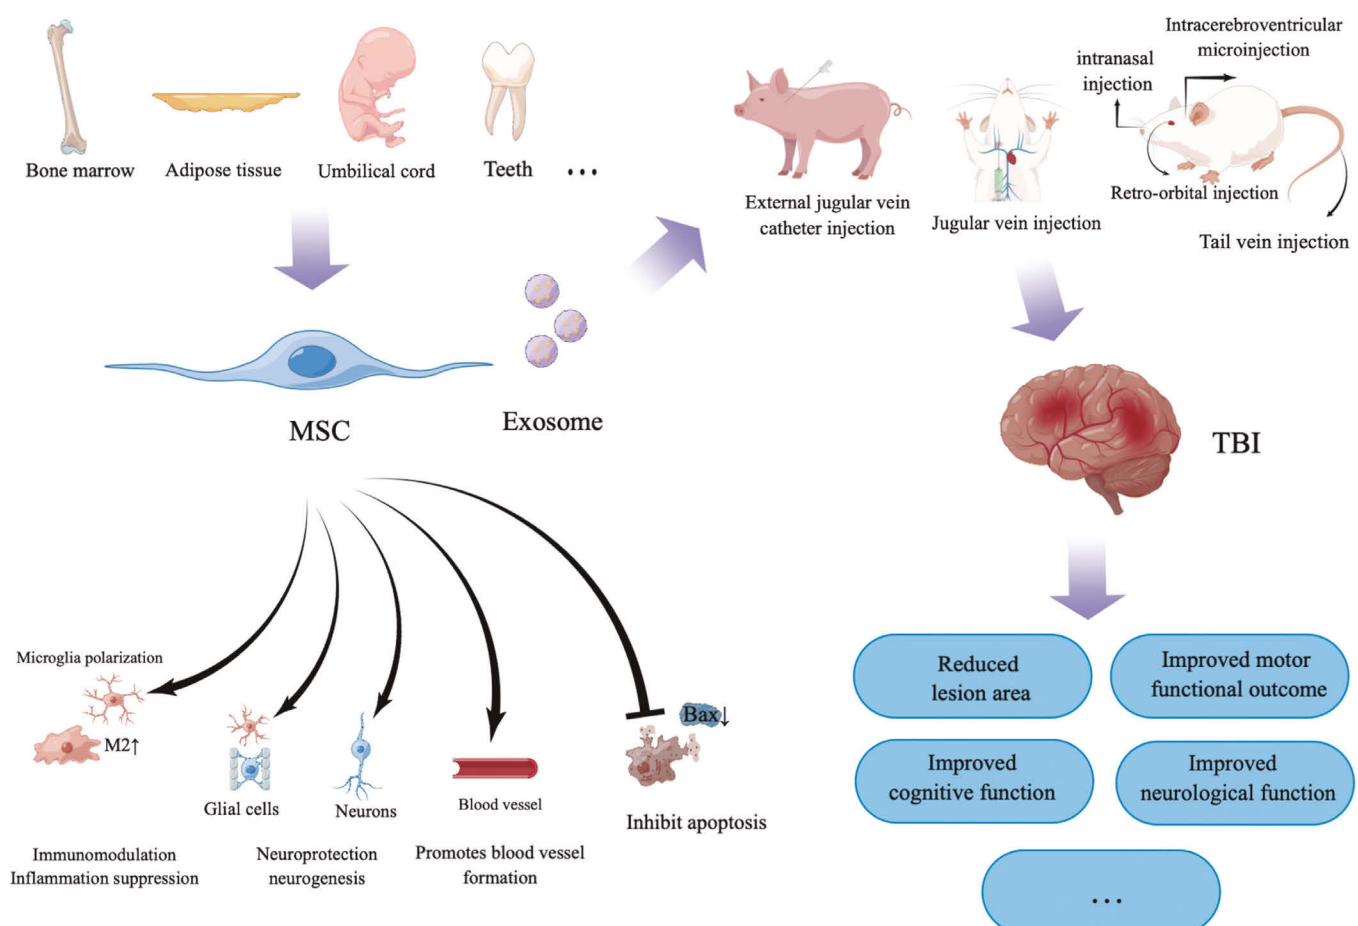 Bone marrow
Adipose tissue
Umbilical cord
Teeth
...
External jugular vein
catheter injection
Jugular vein injection
intranasal
injection
Intracerebroventricular
microinjection
Retro-orbital injection
Tail vein injection
MSC
Exosome
TBI
Microglia polarization
M2↑
Glial cells
Neurons
Blood vessel
Bax↓
Inhibit apoptosis
Immunomodulation
Inflammation suppression
Neuroprotection
neurogenesis
Promotes blood vessel
formation
Reduced
lesion area
Improved motor
functional outcome
Improved
cognitive function
Improved
neurological function
...